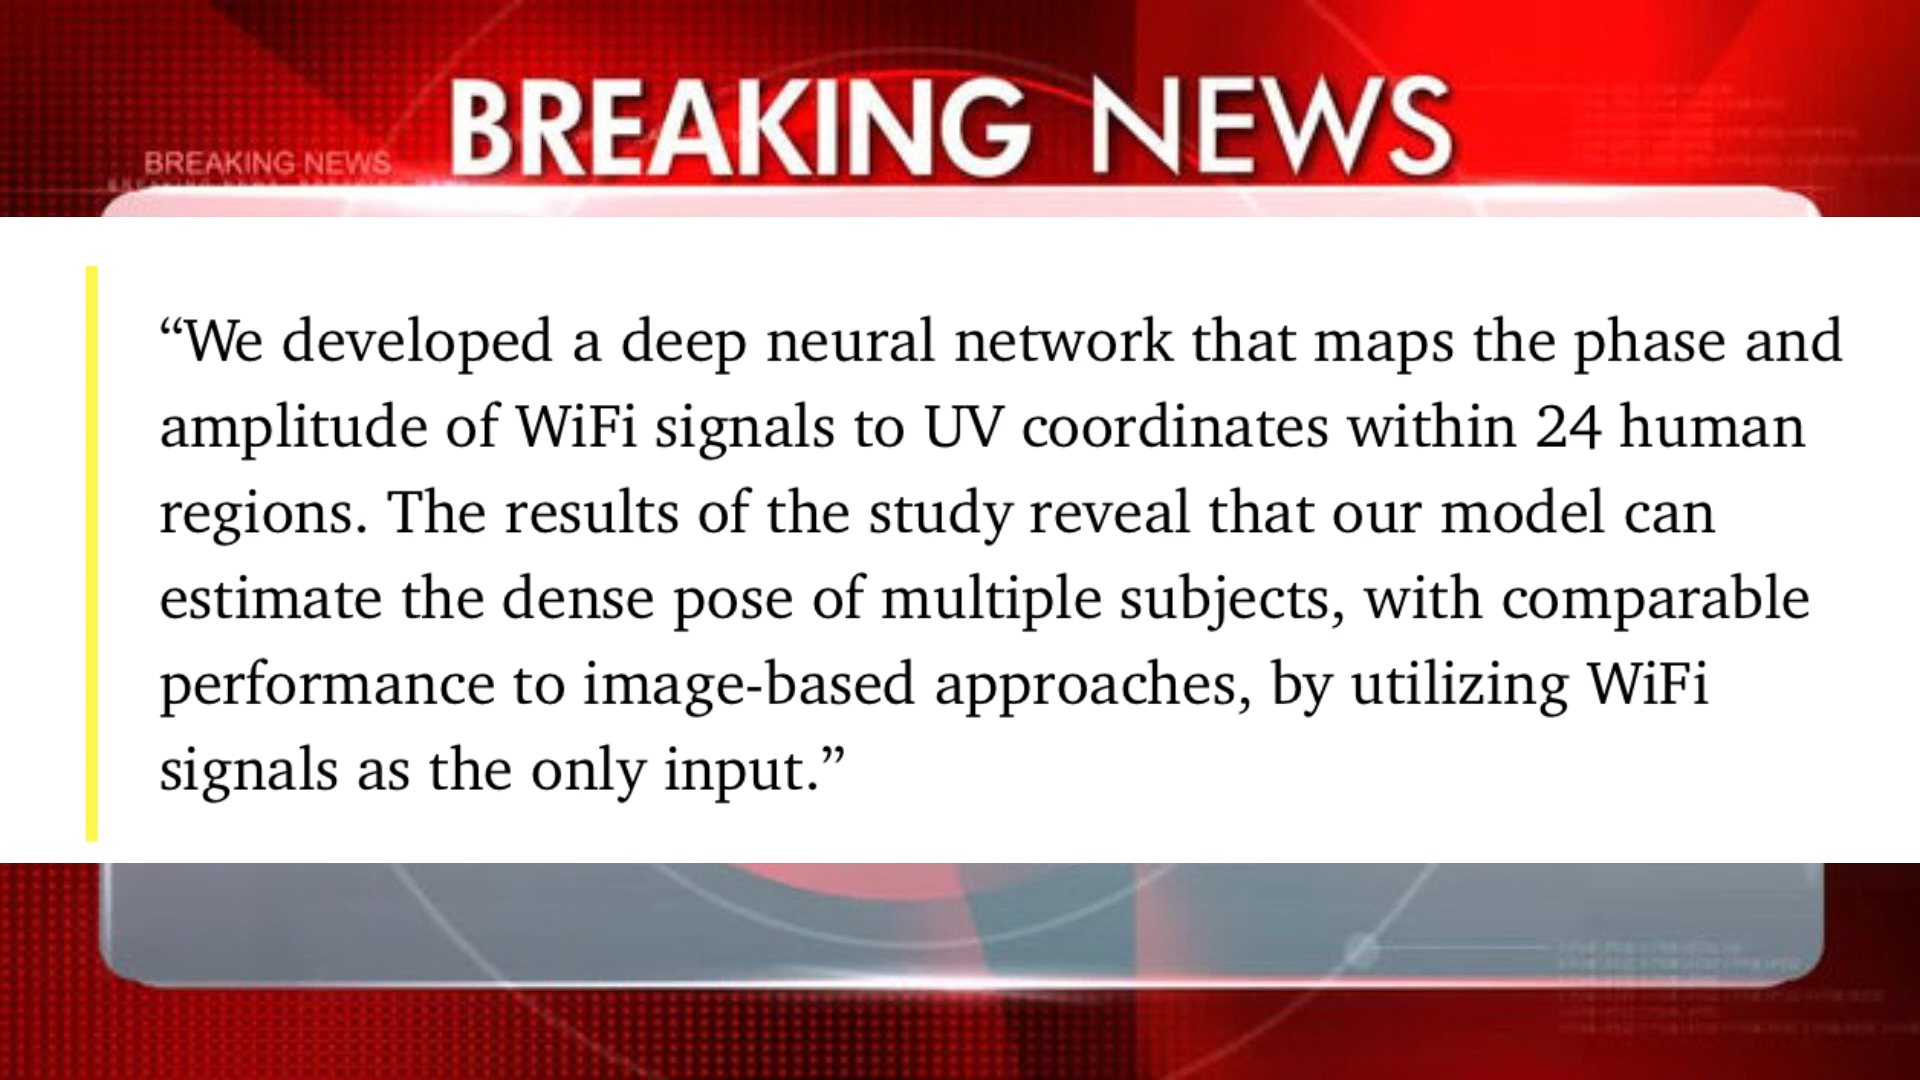 BREAKING NEWS
BREAKING NEWS
“We developed a deep neural network that maps the phase and
amplitude of WiFi signals to UV coordinates within 24 human
regions. The results of the study reveal that our model can
estimate the dense pose of multiple subjects, with comparable
performance to image-based approaches, by utilizing WiFi
signals as the only input.”